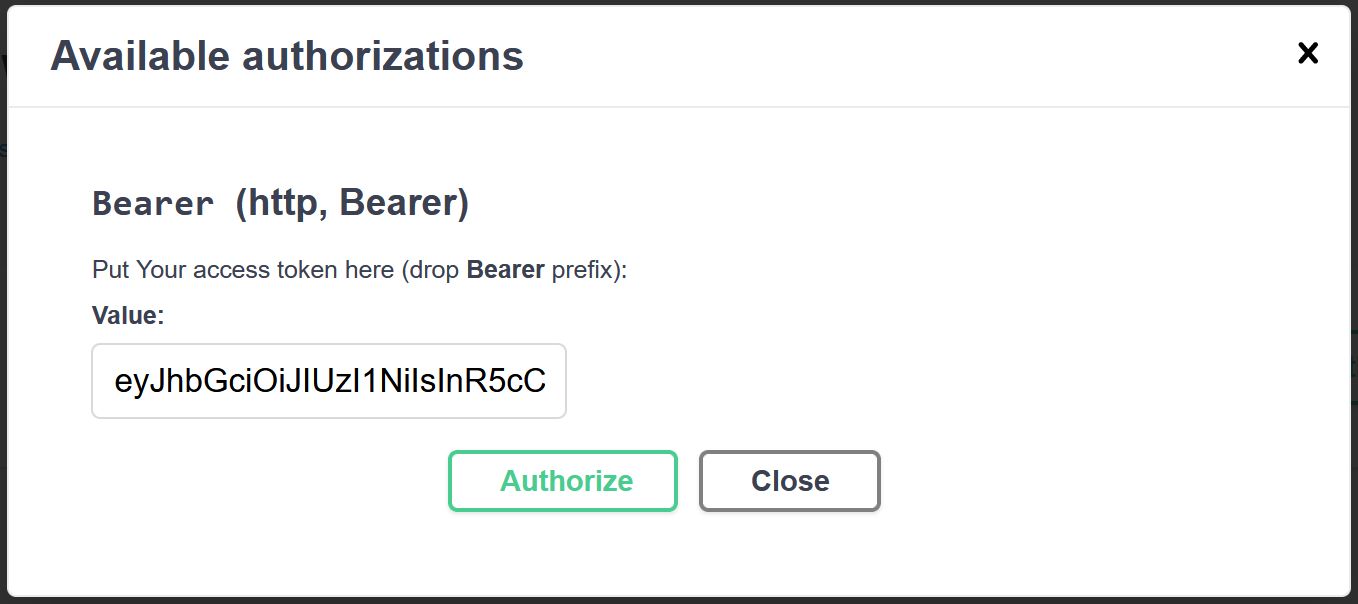 Available authorizations
Bearer (http, Bearer)
Put Your access token here (drop Bearer prefix):
Value:
eyJhbGciOiJIUzI1NiIsInR5cC
Authorize
Close